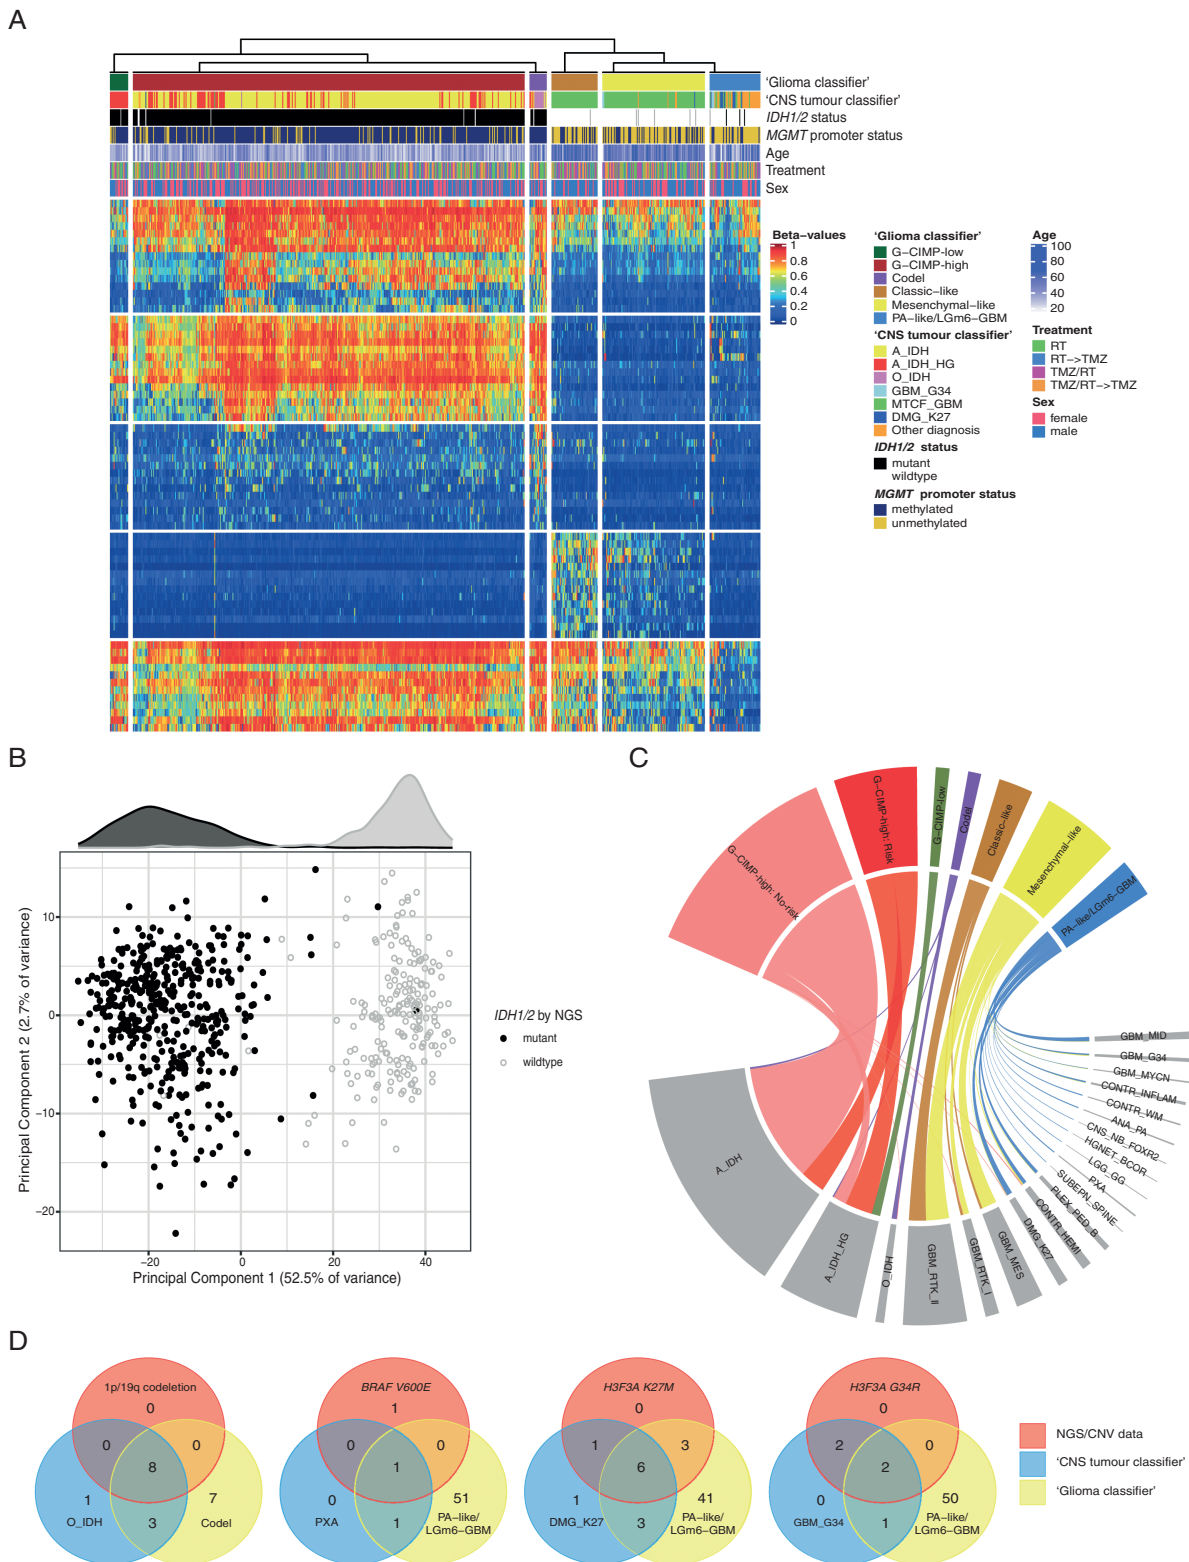 A
'Glioma classifier'
'CNS tumour classifier'
IDH1/2 status
MGMT promoter status
Age
Treatment
Sex
Beta-values
1
0.8
0.6
0.4
0.2
0
'Glioma classifier'
G-CIMP-low
G-CIMP-high
Codel
Classic-like
Mesenchymal-like
PA-like/LGm6-GBM
'CNS tumour classifier'
A_IDH
A_IDH_HG
O_IDH
GBM_G34
MTCF_GBM
DMG_K27
Other diagnosis
IDH1/2 status
mutant
wildtype
MGMT promoter status
methylated
unmethylated
Age
100
80
60
40
20
Treatment
RT
RT->TMZ
TMZ/RT
TMZ/RT->TMZ
Sex
female
male
B
Principal Component 2 (2.7% of variance)
10
0
-10
-20
-20
0
20
40
Principal Component 1 (52.5% of variance)
IDH1/2 by NGS
mutant
wildtype
C
G-CIMP-high: No-risk
G-CIMP-high: Risk
G-CIMP-low
Codel
Classic-like
Mesenchymal-like
PA-like/LGm6-GBM
GBM_MID
GBM_G34
GBM_MYCN
CONTR_INFLAM
CONTR_WM
ANA_PA
CNS_NB_FOXR2
HGNET_BCOR
LGG_GG
PXA
SUBEPN_SPINE
PLEX_PED_B
CONTR_HEMI
DMG_K27
GBM_MES
GBM_RTK_I
GBM_RTK_II
O_IDH
A_IDH_HG
A_IDH
D
1p/19q codeletion
0
0
0
8
1
7
O_IDH
3
Codel
BRAF V600E
1
0
0
1
0
51
PXA
1
PA-like/
LGm6-GBM
H3F3A K27M
0
1
3
6
1
41
DMG_K27
3
PA-like/
LGm6-GBM
H3F3A G34R
0
2
0
2
0
50
GBM_G34
1
PA-like/
LGm6-GBM
NGS/CNV data
'CNS tumour classifier'
'Glioma classifier'